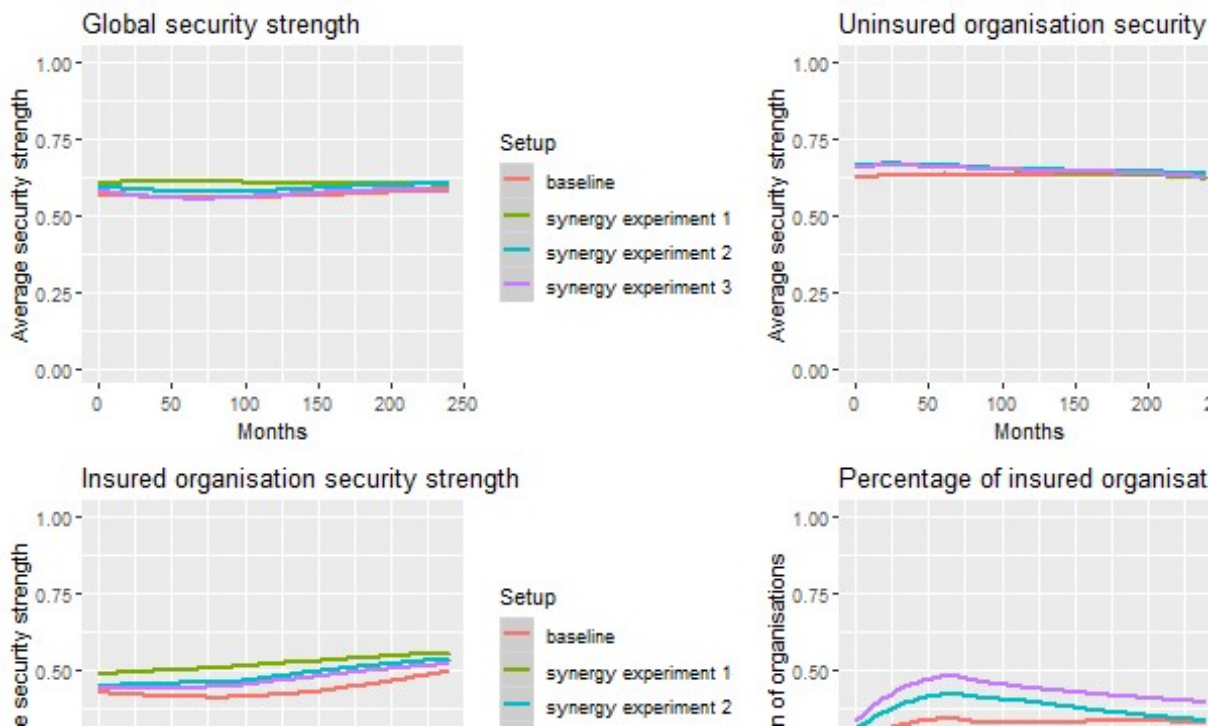 Global security strength
Average security strength
1.00
0.75
0.50
0.25
0.00
0 50 100 150 200 250
Months
Setup
baseline
synergy experiment 1
synergy experiment 2
synergy experiment 3
Uninsured organisation security
Average security strength
1.00
0.75
0.50
0.25
0.00
0 50 100 150 200
Months
Insured organisation security strength
security strength
1.00
0.75
0.50
Setup
baseline
synergy experiment 1
synergy experiment 2
Percentage of insured
of organisations
1.00
0.75
0.50